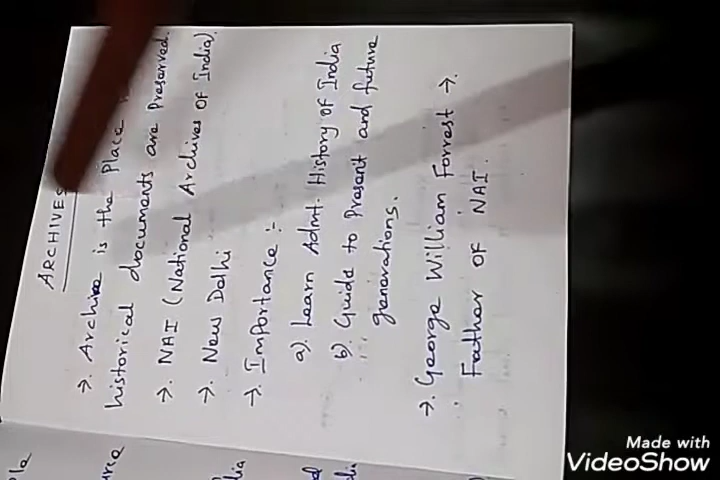 ARCHIVES
→. Archive is the Place
historical documents are Preserved.
→. NAI (National Archives OF India).
→. New Delhi
→. Importance :-
a). Learn Admt. History of India
b). Guide to Present and future
generations.
→. George William Forrest →.
Father OF NAI.
Made with
VideoShow